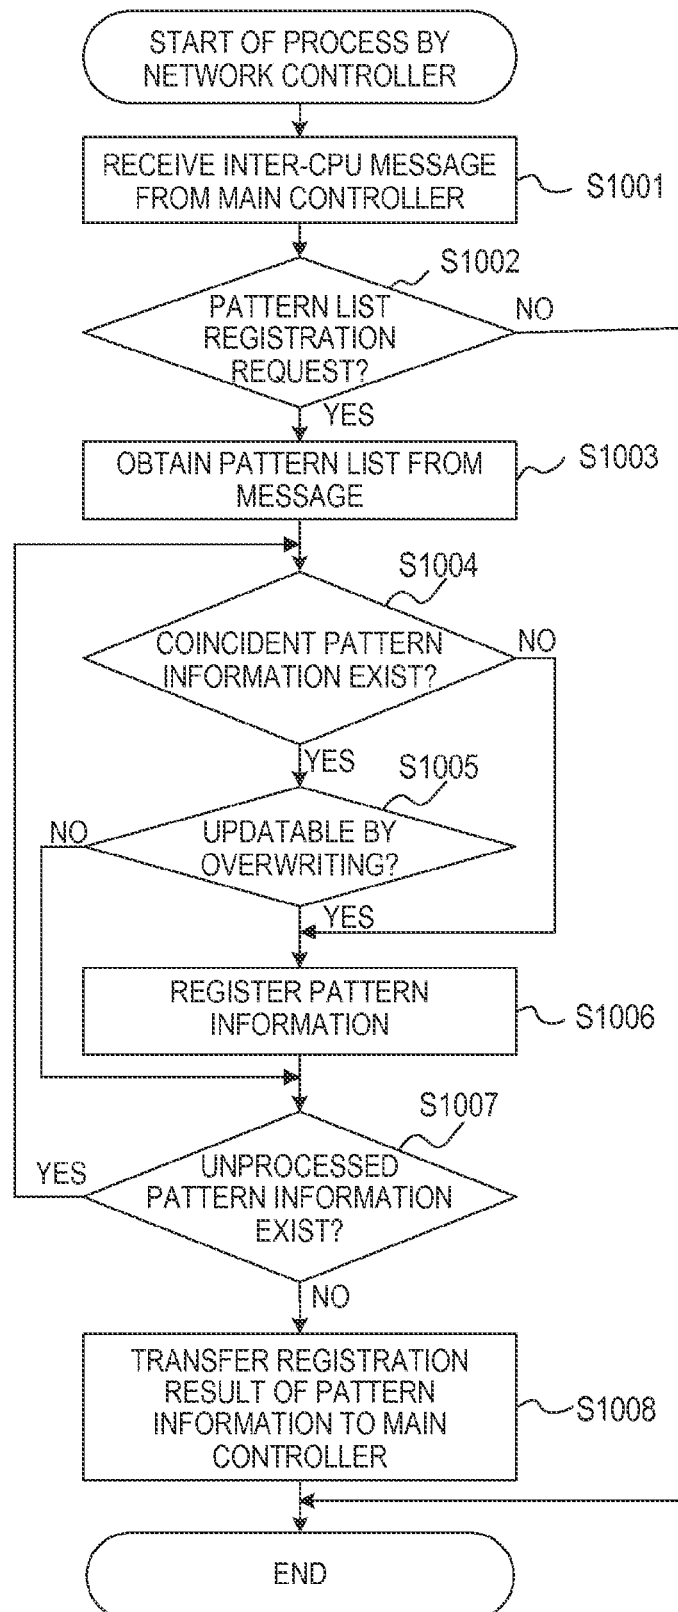 START OF PROCESS BY
NETWORK CONTROLLER
RECEIVE INTER-CPU MESSAGE
FROM MAIN CONTROLLER
S1001
S1002
PATTERN LIST
REGISTRATION
REQUEST?
NO
YES
OBTAIN PATTERN LIST FROM
MESSAGE
S1003
S1004
COINCIDENT PATTERN
INFORMATION EXIST?
NO
YES
S1005
NO
UPDATABLE BY
OVERWRITING?
YES
REGISTER PATTERN
INFORMATION
S1006
S1007
YES
UNPROCESSED
PATTERN INFORMATION
EXIST?
NO
TRANSFER REGISTRATION
RESULT OF PATTERN
INFORMATION TO MAIN
CONTROLLER
S1008
END